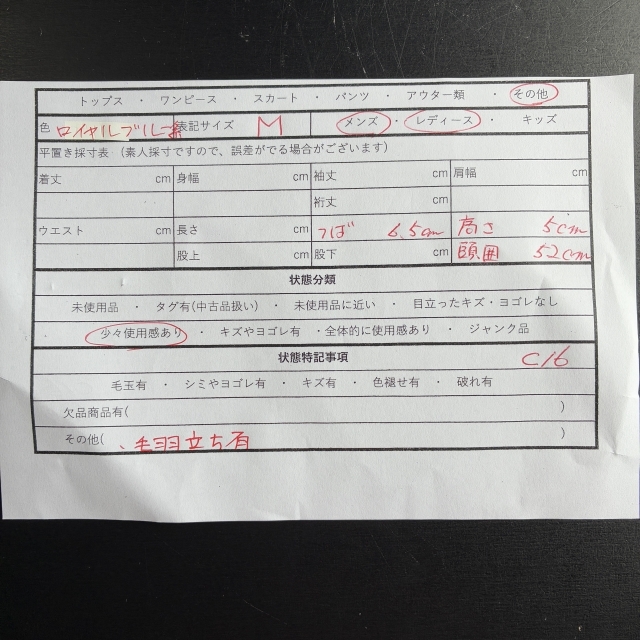 トップス ・ ワンピース ・ スカート ・ パンツ ・ アウター類 ・ その他
色 ロイヤルブルー系 表記サイズ M メンズ ・ レディース ・ キッズ
平置き採寸表 (素人採寸ですので、誤差がでる場合がございます)
着丈 cm 身幅 cm 袖丈 cm 肩幅 cm
裄丈 cm
ウエスト cm 長さ cm つば 6.5cm 高さ 5cm
股上 cm 股下 cm 頭囲 52cm
状態分類
未使用品 ・ タグ有(中古品扱い) ・ 未使用に近い ・ 目立ったキズ・ヨゴレなし
少々使用感あり ・ キズやヨゴレ有 ・全体的に使用感あり ・ ジャンク品
状態特記事項 C16
毛玉有 ・ シミやヨゴレ有 ・ キズ有 ・ 色褪せ有 ・ 破れ有
欠品商品有( )
その他( 、毛羽立ち有 )